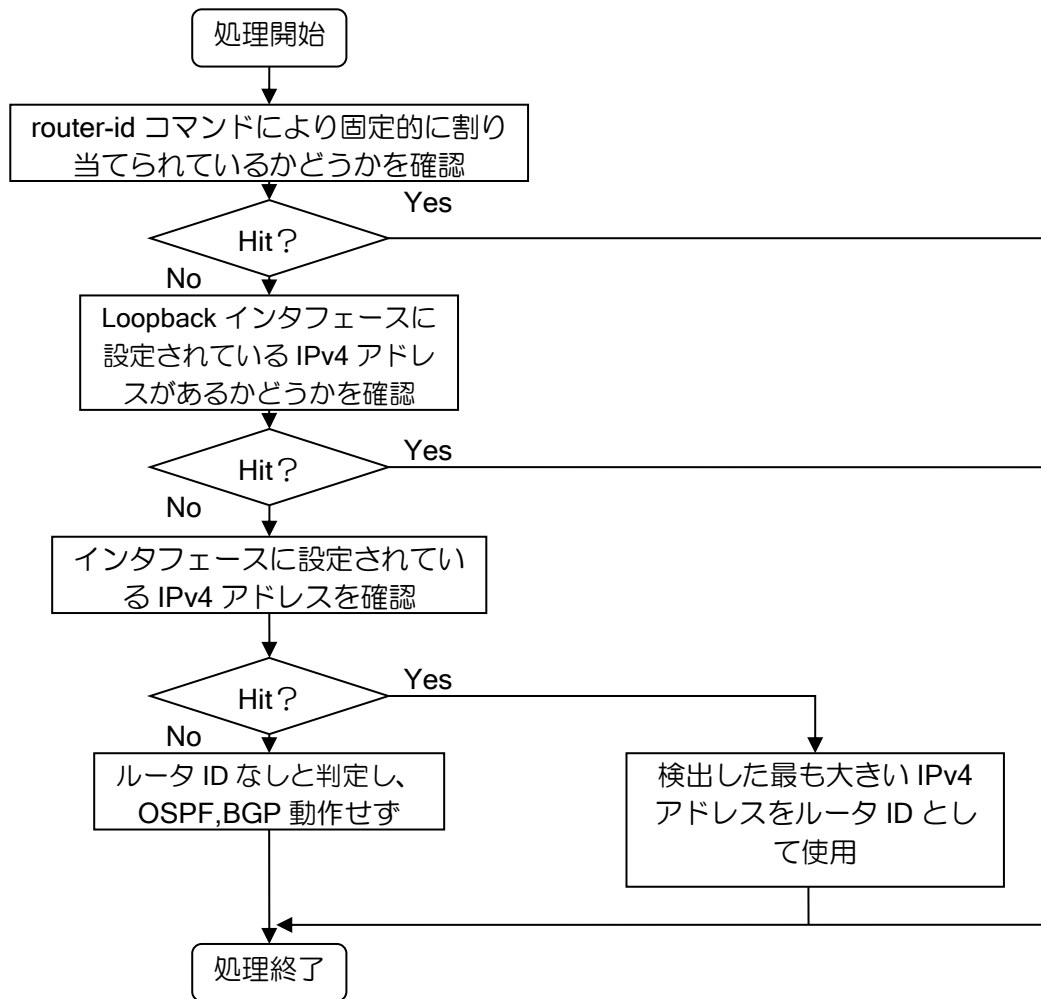 処理開始
router-id コマンドにより固定的に割り
当てられているかどうかを確認
Yes
Hit？
No
Loopback インタフェースに
設定されている IPv4 アドレ
スがあるかどうかを確認
Yes
Hit？
No
インタフェースに設定されてい
る IPv4 アドレスを確認
Yes
Hit？
No
ルータ ID なしと判定し、
OSPF,BGP 動作せず
検出した最も大きい IPv4
アドレスをルータ ID とし
て使用
処理終了